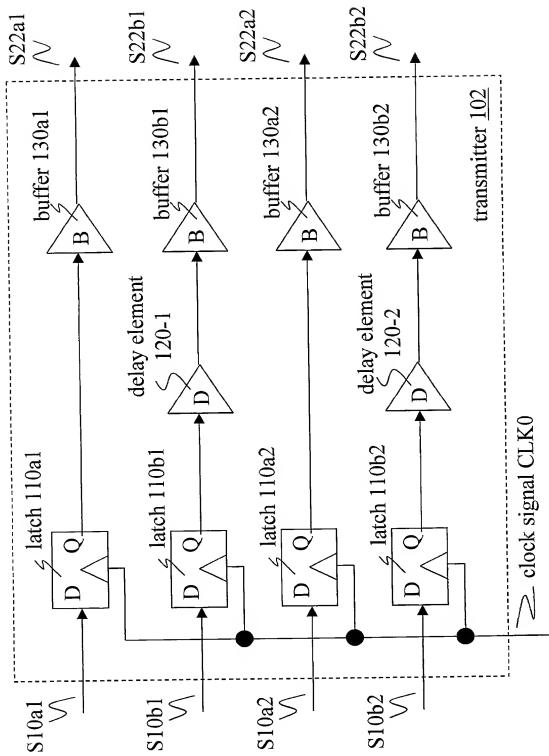 S10a1
D Q
latch 110a1
B
buffer 130a1
S22a1
S10b1
D Q
latch 110b1
D
delay element
120-1
B
buffer 130b1
S22b1
S10a2
D Q
latch 110a2
B
buffer 130a2
S22a2
S10b2
D Q
latch 110b2
D
delay element
120-2
B
buffer 130b2
S22b2
transmitter 102
clock signal CLK0